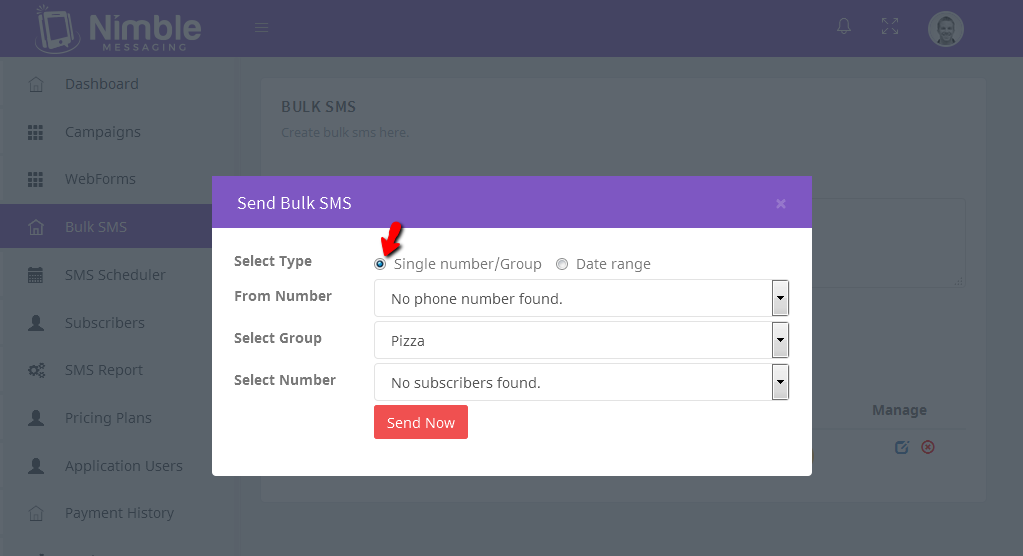 Nimble
MESSAGING
Dashboard
Campaigns
WebForms
Bulk SMS
SMS Scheduler
Subscribers
SMS Report
Pricing Plans
Application Users
Payment History
BULK SMS
Create bulk sms here.
Send Bulk SMS
×
Select Type
Single number/Group
Date range
From Number
No phone number found.
Select Group
Pizza
Select Number
No subscribers found.
Send Now
Manage